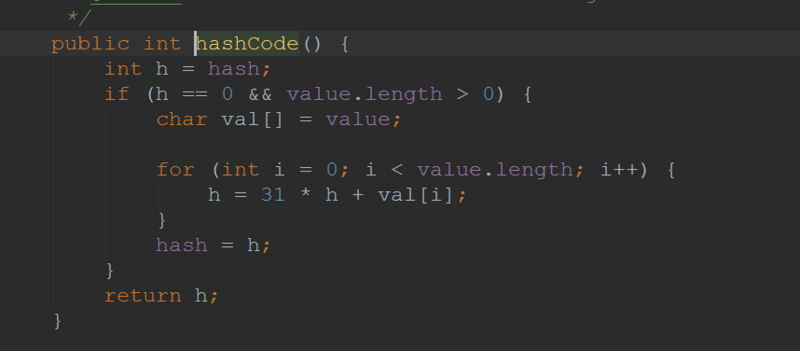 */
public int hashCode() {
int h = hash;
if (h == 0 && value.length > 0) {
char val[] = value;
for (int i = 0; i < value.length; i++) {
h = 31 * h + val[i];
}
hash = h;
}
return h;
}